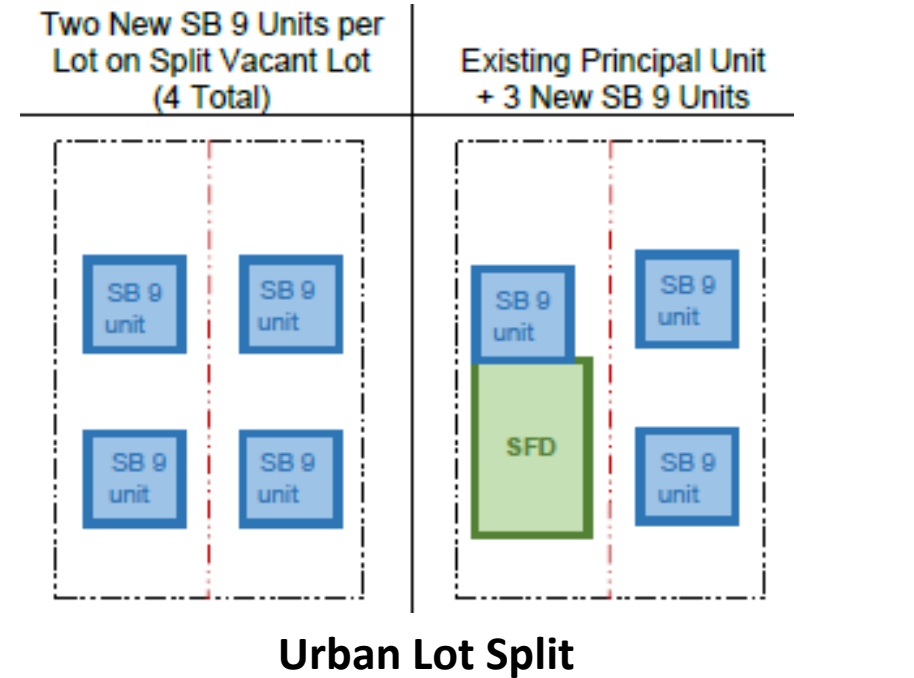 Two New SB 9 Units per
Lot on Split Vacant Lot
(4 Total)
Existing Principal Unit
+ 3 New SB 9 Units
SB 9
unit
SB 9
unit
SB 9
unit
SB 9
unit
SB 9
unit
SFD
SB 9
unit
SB 9
unit
Urban Lot Split